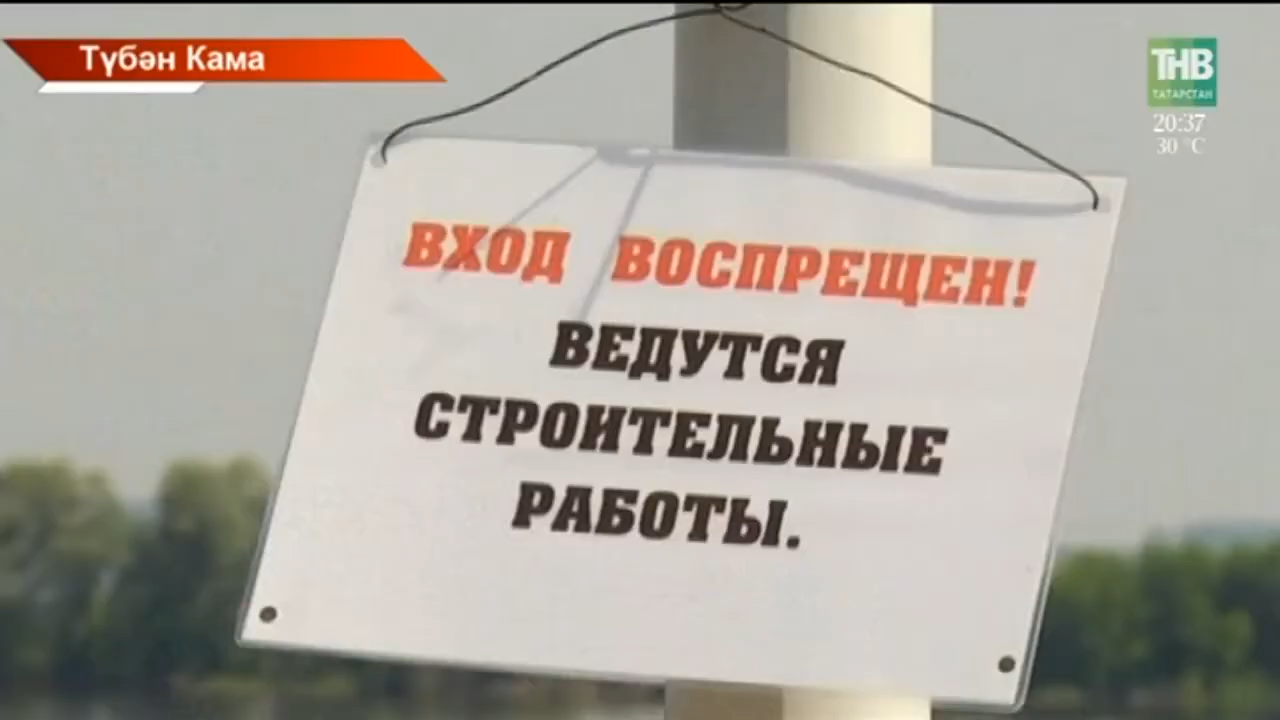 Түбән Кама
ТНВ
ТАТАРСТАН
20:37
30 °C
ВХОД ВОСПРЕЩЕН!
ВЕДУТСЯ
СТРОИТЕЛЬНЫЕ
РАБОТЫ.